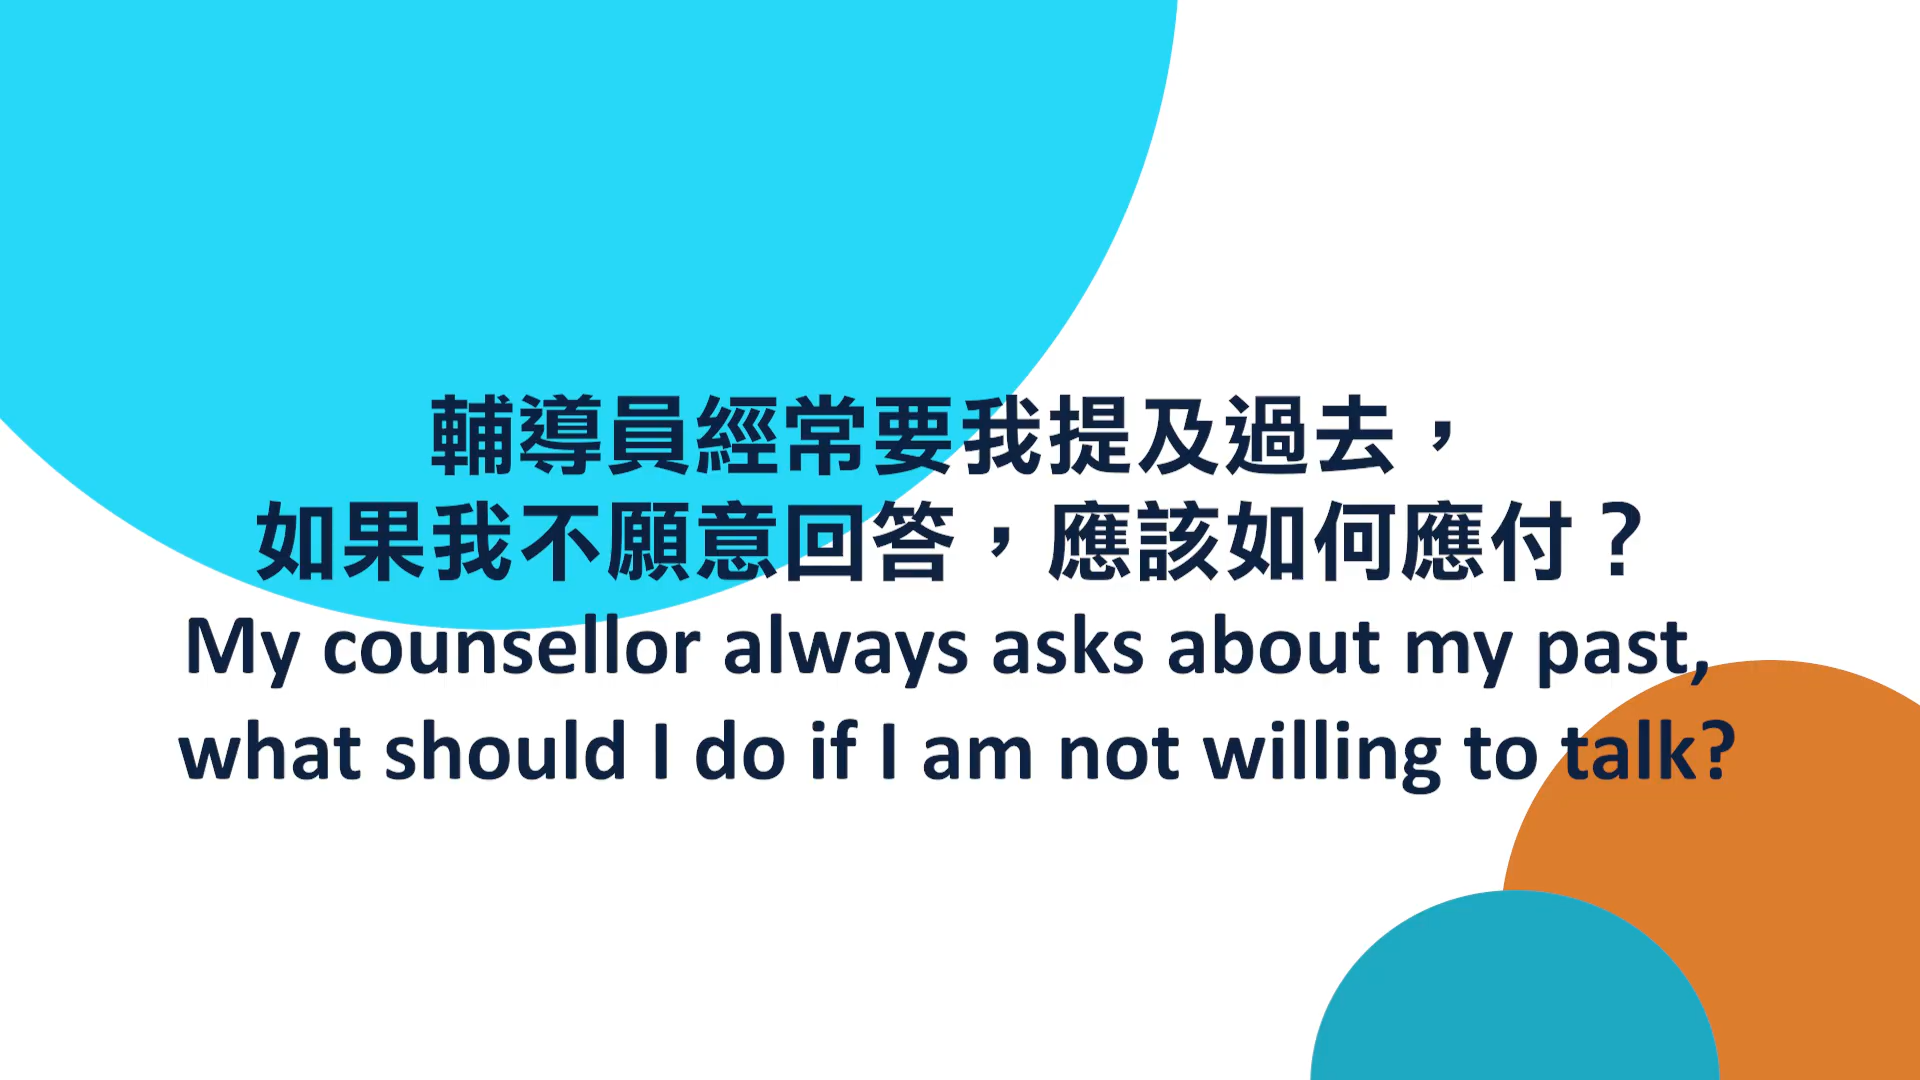 輔導員經常要我提及過去，
如果我不願意回答，應該如何應付？
My counsellor always asks about my past,
what should I do if I am not willing to talk?